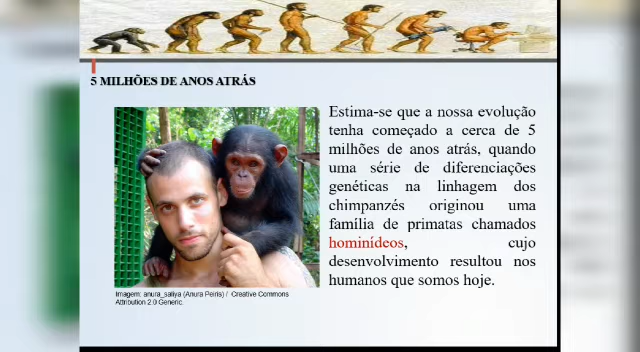 5 MILHÕES DE ANOS ATRÁS
Estima-se que a nossa evolução
tenha começado a cerca de 5
milhões de anos atrás, quando
uma série de diferenciações
genéticas na linhagem dos
chimpanzés originou uma
família de primatas chamados
hominídeos, cujo
desenvolvimento resultou nos
humanos que somos hoje.
Imagem: anura_saliya (Anura Peiris) / Creative Commons
Attribution 2.0 Generic.